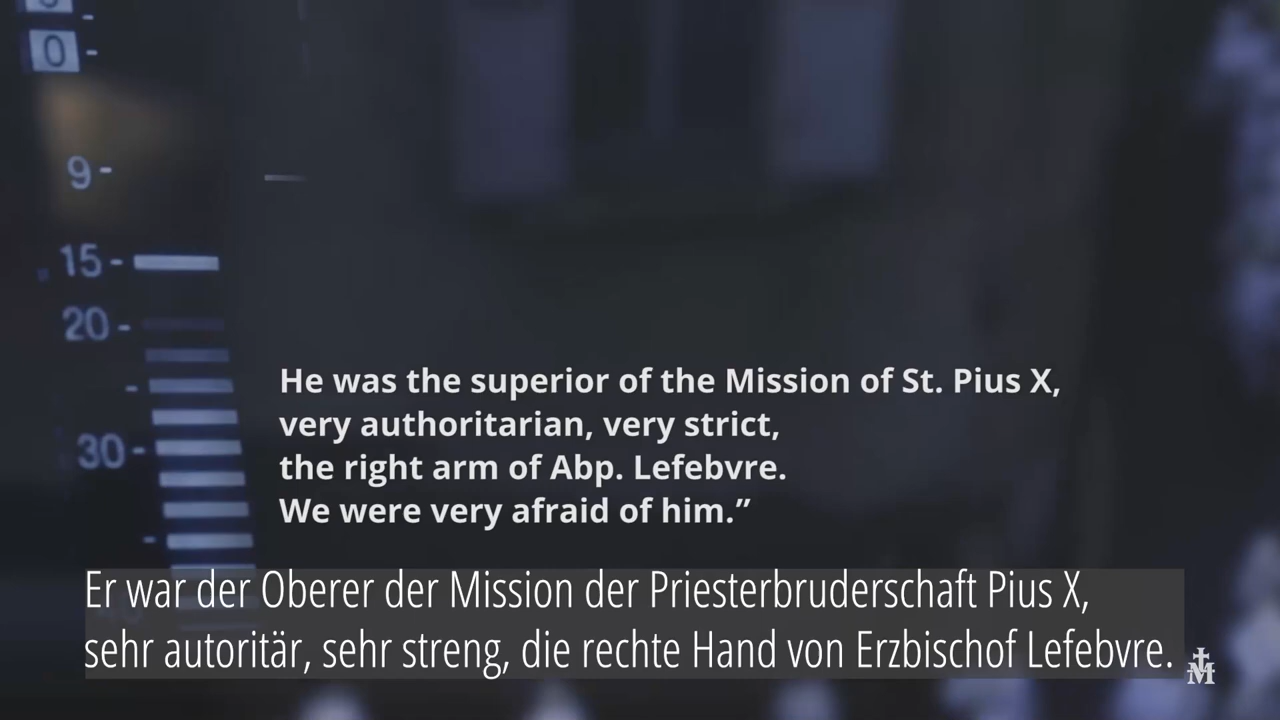 0 -
9 -
15 -
20 -
30 -
He was the superior of the Mission of St. Pius X,
very authoritarian, very strict,
the right arm of Abp. Lefebvre.
We were very afraid of him.”
Er war der Oberer der Mission der Priesterbruderschaft Pius X,
sehr autoritär, sehr streng, die rechte Hand von Erzbischof Lefebvre.